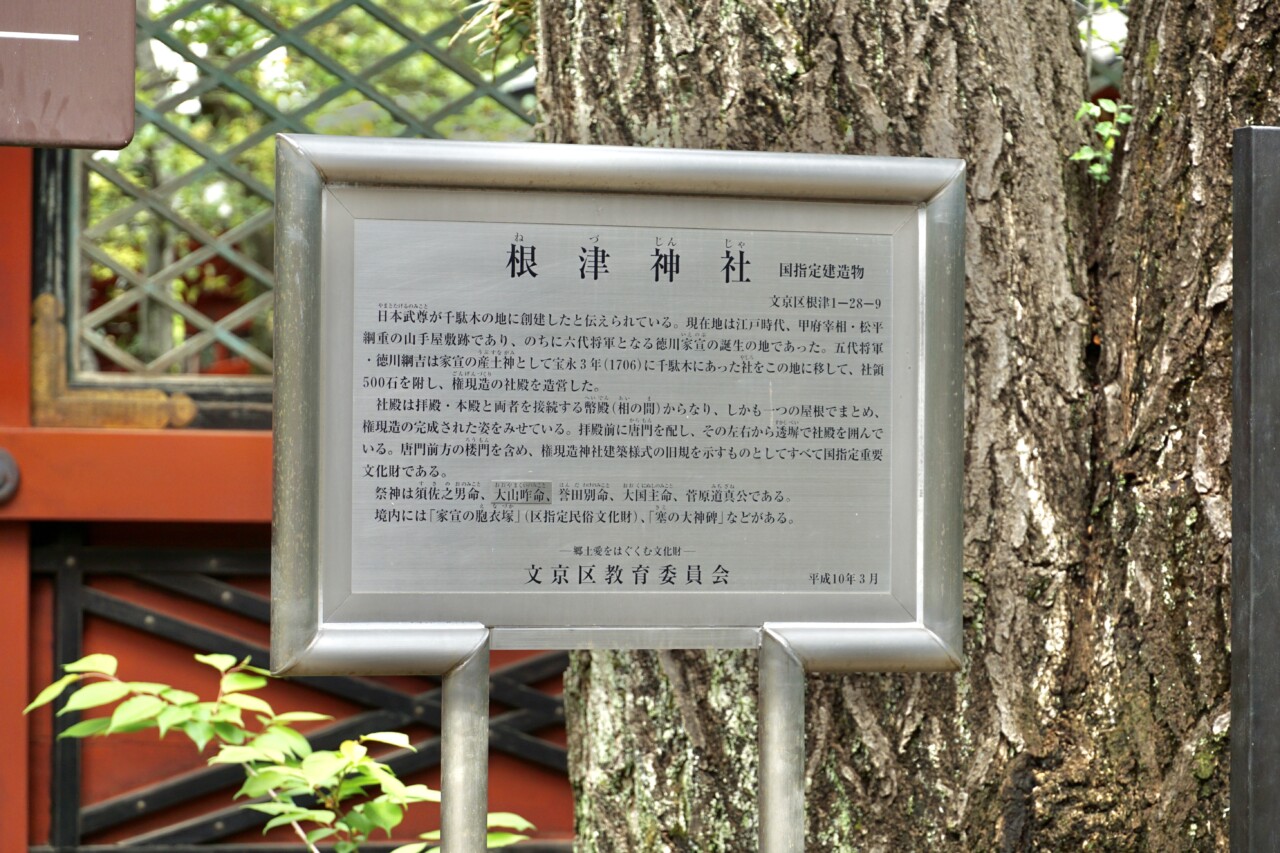 根津神社 国指定建造物
文京区根津1−28−9
日本武尊が千駄木の地に創建したと伝えられている。現在地は江戸時代、甲府宰相・松平
綱重の山手屋敷跡であり、のちに六代将軍となる徳川家宣の誕生の地であった。五代将軍
・徳川綱吉は家宣の産土神として宝永3年(1706)に千駄木にあった社をこの地に移して、社領
500石を附し、権現造の社殿を造営した。
社殿は拝殿・本殿と両者を接続する幣殿(相の間)からなり、しかも一つの屋根でまとめ、
権現造の完成された姿をみせている。拝殿前に唐門を配し、その左右から透塀で社殿を囲んで
いる。唐門前方の楼門を含め、権現造神社建築様式の旧規を示すものとしてすべて国指定重要
文化財である。
祭神は須佐之男命、大山咋命、誉田別命、大国主命、菅原道真公である。
境内には「家宣の胞衣塚」(区指定民俗文化財)、「塞の大神碑」などがある。
―郷土愛をはぐくむ文化財―
文京区教育委員会 平成10年3月